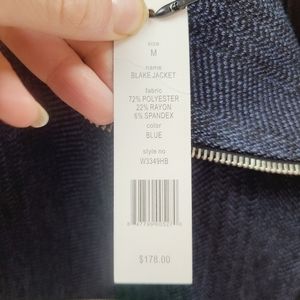 size
M
name
BLAKE JACKET
fabric
72% POLYESTER
22% RAYON
6% SPANDEX
color
BLUE
style no
W3349HB
$178.00